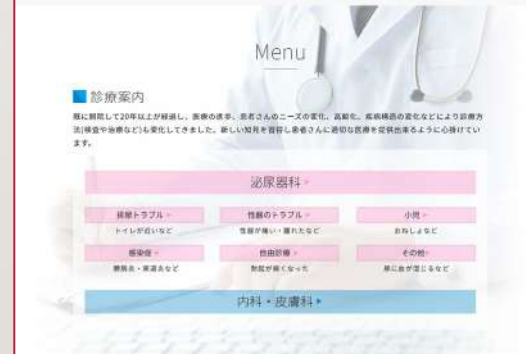 Menu
診療案内
既に開院して20年以上が経過し、医療の進歩、患者さんのニーズの変化、高齢化、疾病構造の変化などにより診療方
法(検査や治療など)も変化してきました。新しい知見を習得し患者さんに適切な医療を提供出来るように心掛けてい
ます。
泌尿器科
排尿トラブル 性器のトラブル 小児
トイレが近いなど 性器が痛い・腫れたなど おねしょなど
感染症 自由診療 その他
膀胱炎・尿道炎など 勃起が弱くなった 尿に血が混じるなど
内科・皮膚科